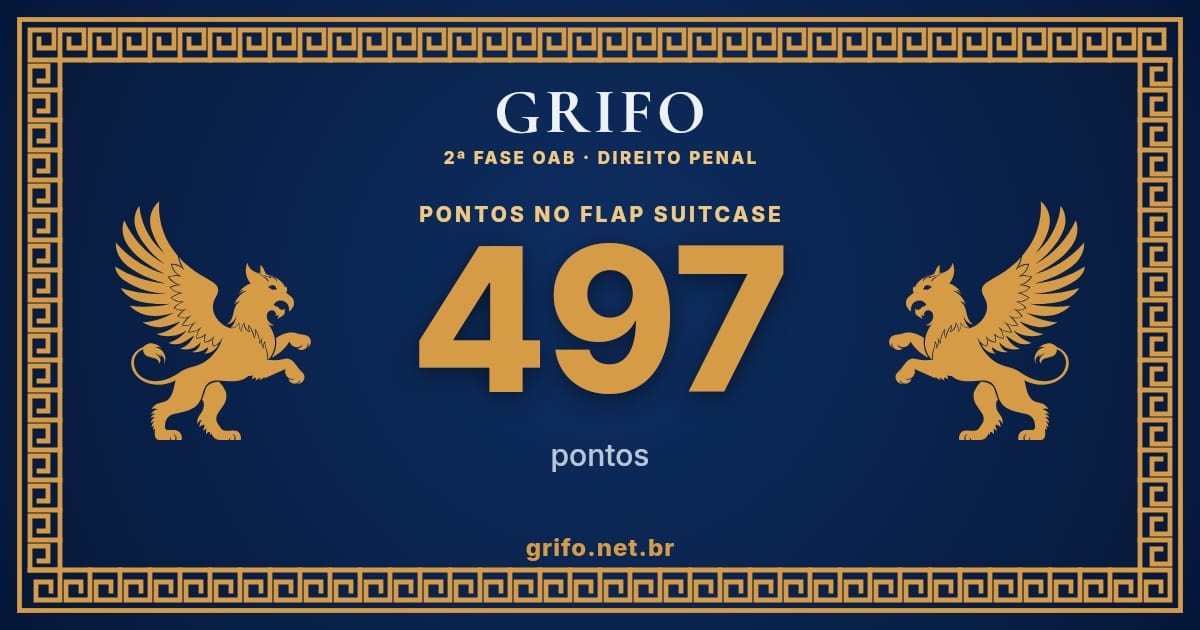 GRIFO
2ª FASE OAB · DIREITO PENAL
PONTOS NO FLAP SUITCASE
497
pontos
grifo.net.br